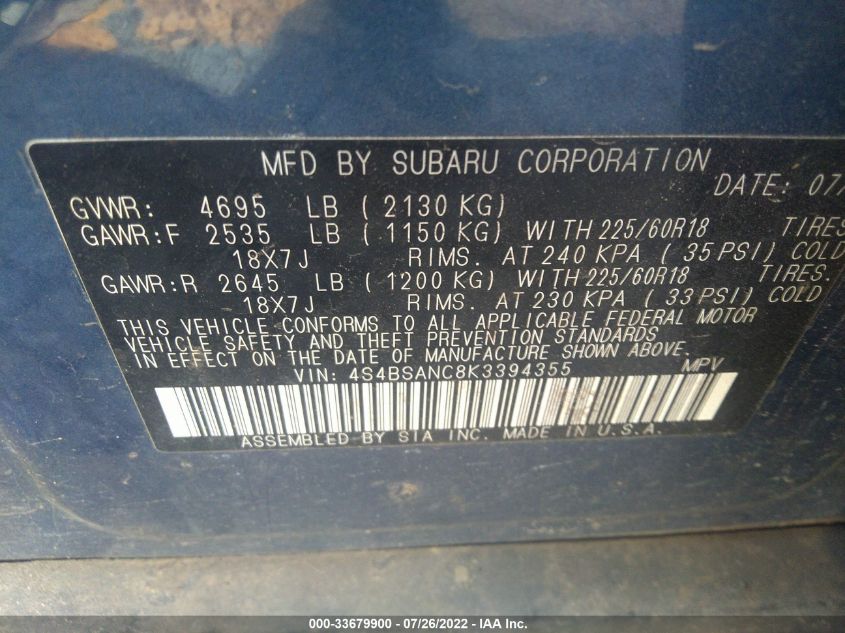 MFD BY SUBARU CORPORATION
DATE: 07/
GVWR: 4695 LB ( 2130 KG)
GAWR:F 2535 LB ( 1150 KG) WITH 225/60R18 TIRES
18X7J RIMS. AT 240 KPA ( 35 PSI) COLD
GAWR:R 2645 LB ( 1200 KG) WITH 225/60R18 TIRES.
18X7J RIMS. AT 230 KPA ( 33 PSI) COLD
THIS VEHICLE CONFORMS TO ALL APPLICABLE FEDERAL MOTOR
VEHICLE SAFETY AND THEFT PREVENTION STANDARDS
IN EFFECT ON THE DATE OF MANUFACTURE SHOWN ABOVE.
VIN: 4S4BSANC8K3394355 MPV
ASSEMBLED BY SIA INC. MADE IN U.S.A.
000-33679900 - 07/26/2022 - IAA Inc.